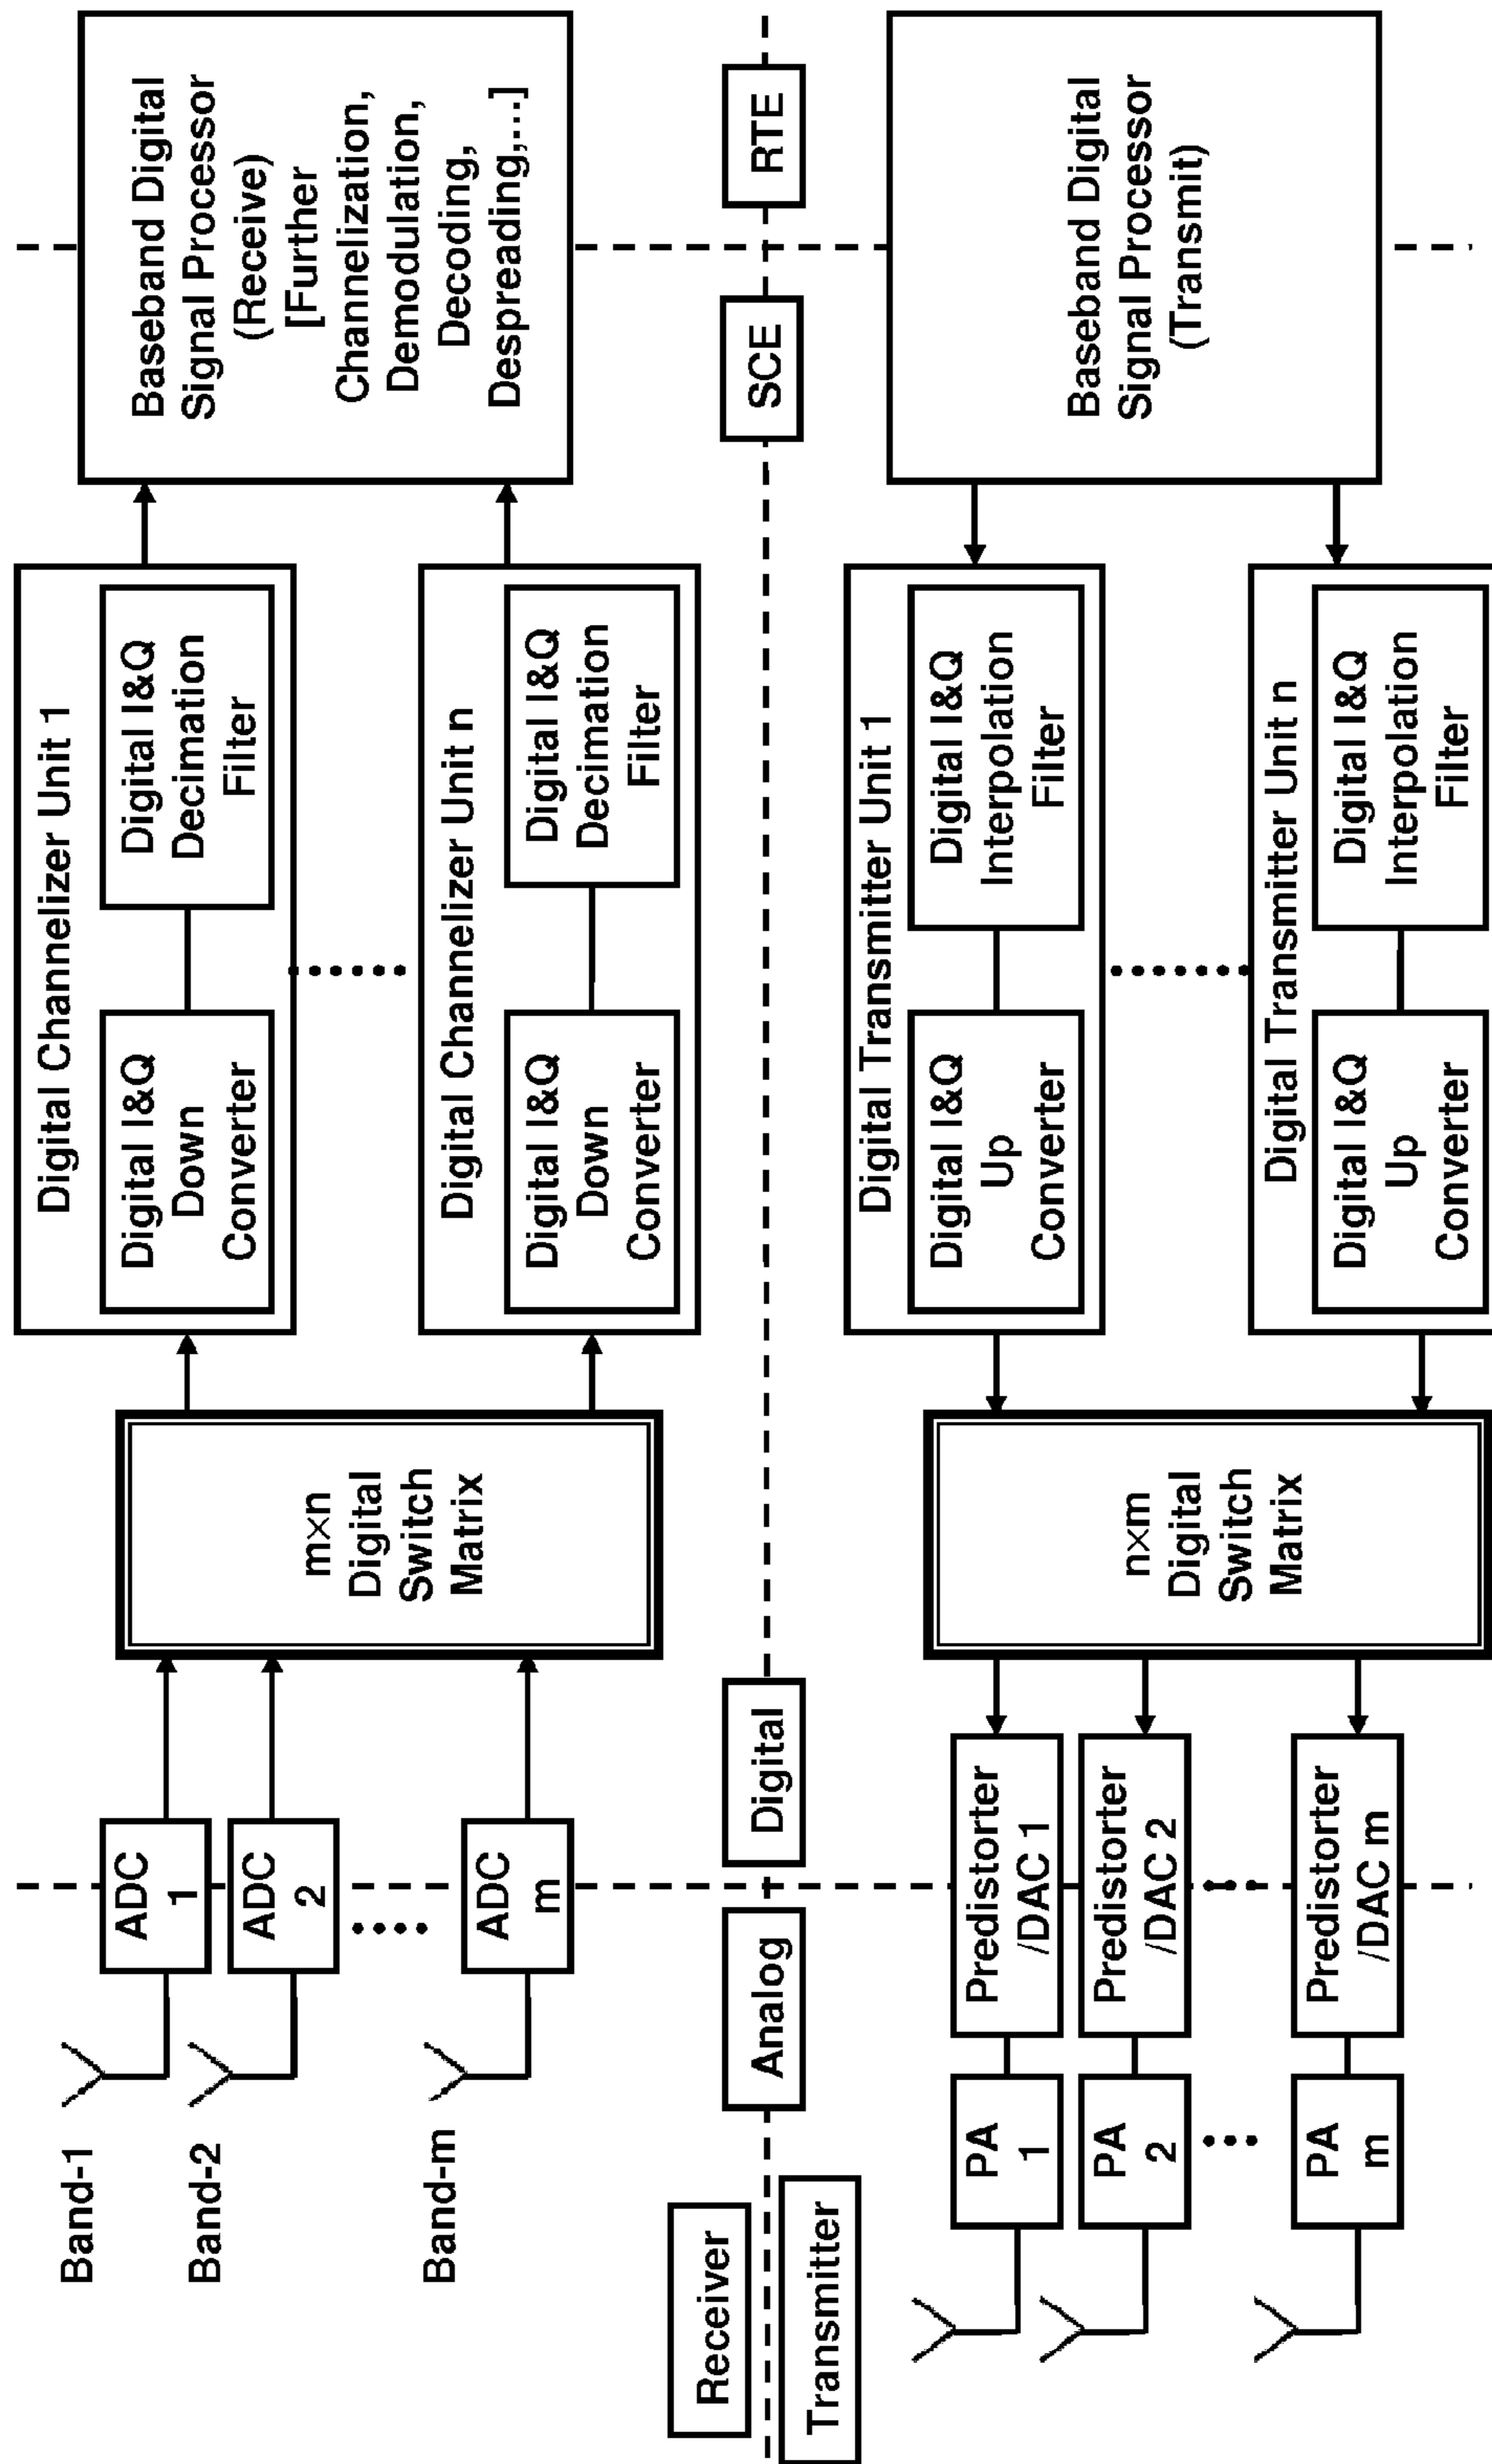 Band-1
Band-2
Band-m
ADC
1
ADC
2
ADC
m
m×n
Digital
Switch
Matrix
Digital Channelizer Unit 1
Digital I&Q
Down
Converter
Digital I&Q
Decimation
Filter
Digital Channelizer Unit n
Digital I&Q
Down
Converter
Digital I&Q
Decimation
Filter
Baseband Digital
Signal Processor
(Receive)
[Further
Channelization,
Demodulation,
Decoding,
Despreading,...]
Receiver
Transmitter
Analog
Digital
SCE
RTE
PA
1
PA
2
PA
m
Predistorter
/DAC 1
Predistorter
/DAC 2
Predistorter
/DAC m
n×m
Digital
Switch
Matrix
Digital Transmitter Unit 1
Digital I&Q
Up
Converter
Digital I&Q
Interpolation
Filter
Digital Transmitter Unit n
Digital I&Q
Up
Converter
Digital I&Q
Interpolation
Filter
Baseband Digital
Signal Processor
(Transmit)